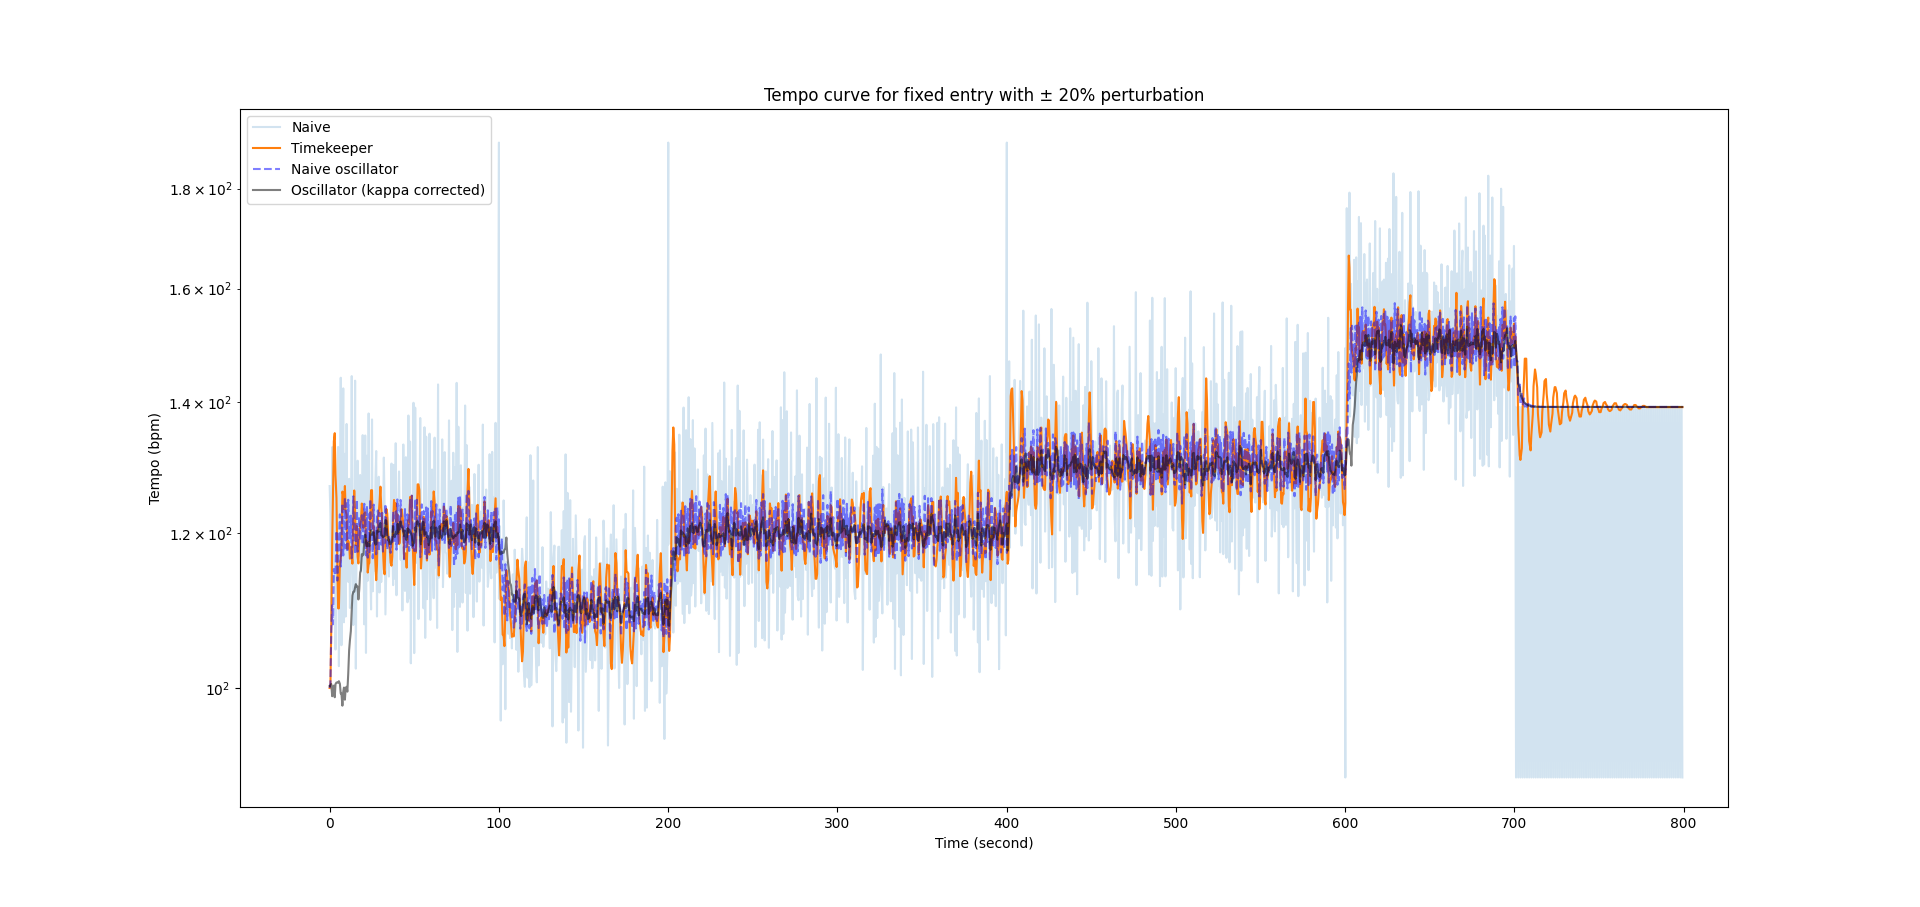 Tempo curve for fixed entry with ± 20% perturbation
Naive
Timekeeper
Naive oscillator
Oscillator (kappa corrected)
Tempo (bpm)
1.8 × 10²
1.6 × 10²
1.4 × 10²
1.2 × 10²
10²
0 100 200 300 400 500 600 700 800
Time (second)